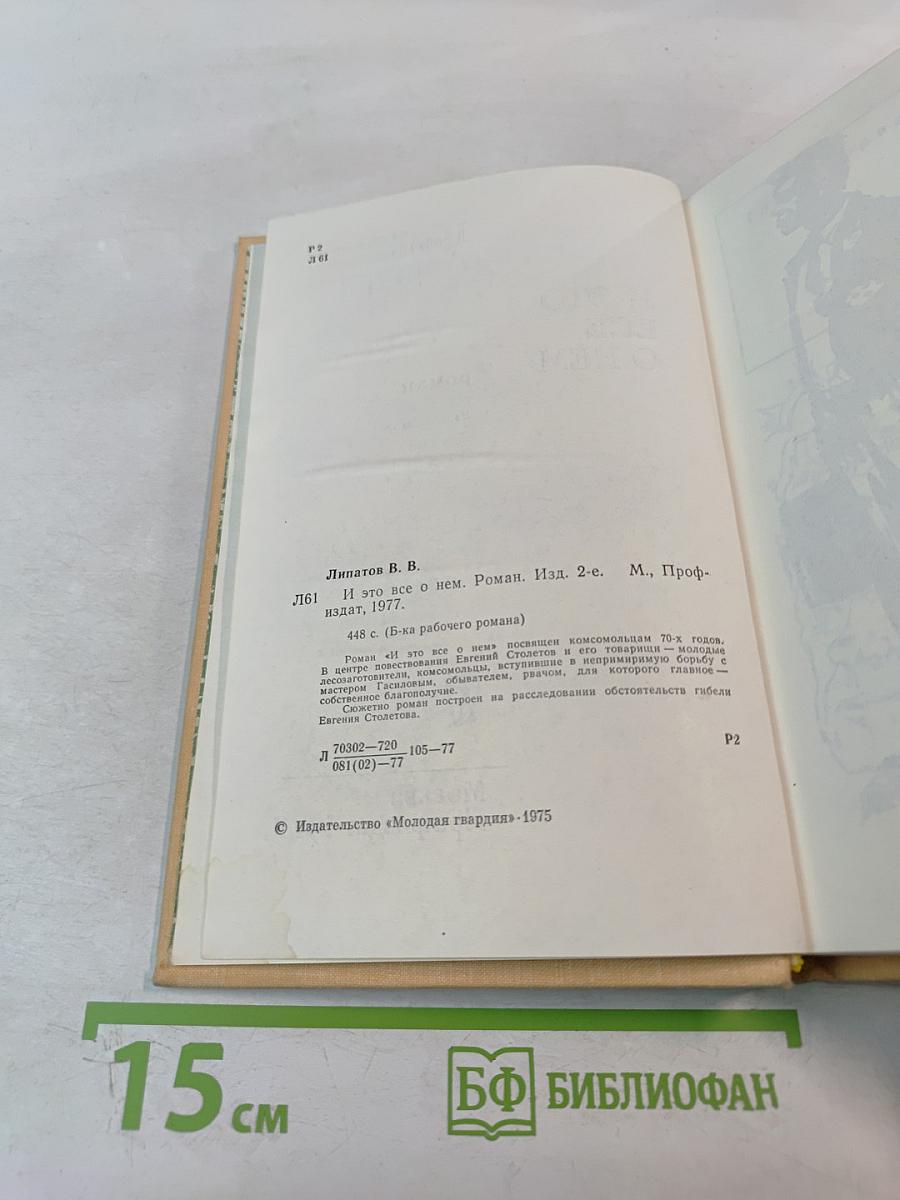 Р 2
Л 61
Липатов В. В.
Л61 И это все о нем. Роман. Изд. 2-е. М., Проф-
издат, 1977.
448 с. (Б-ка рабочего романа)
Роман «И это все о нем» посвящен комсомольцам 70-х годов.
В центре повествования Евгений Столетов и его товарищи — молодые
лесозаготовители, комсомольцы, вступившие в непримиримую борьбу с
мастером Гасиловым, обывателем, рвачом, для которого главное —
собственное благополучие.
Сюжетно роман построен на расследовании обстоятельств гибели
Евгения Столетова.
Л 70302—720
081(02)—77 105—77 Р2
© Издательство «Молодая гвардия»·1975
15 см БФ БИБЛИОФАН